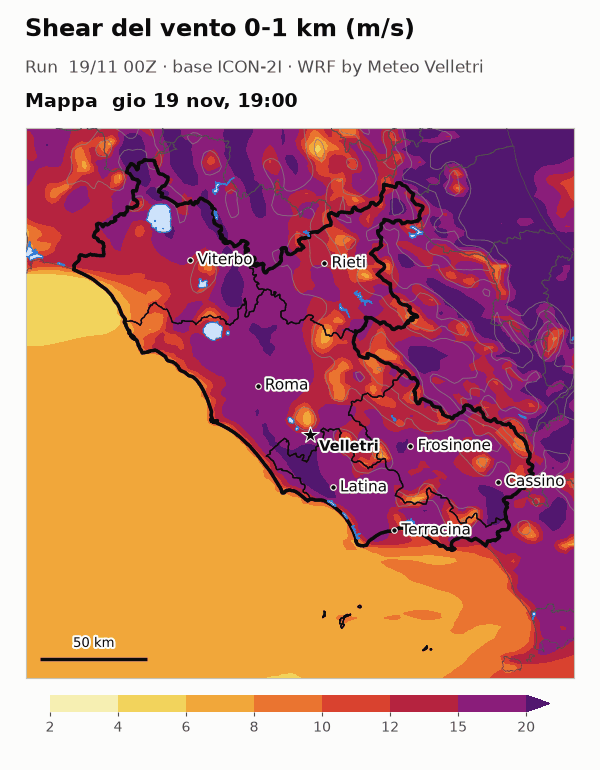 Shear del vento 0-1 km (m/s)
Run  19/11 00Z · base ICON-2I · WRF by Meteo Velletri
Mappa  gio 19 nov, 19:00
Viterbo
Rieti
Roma
Velletri
Frosinone
Cassino
Latina
Terracina
50 km
2 4 6 8 10 12 15 20